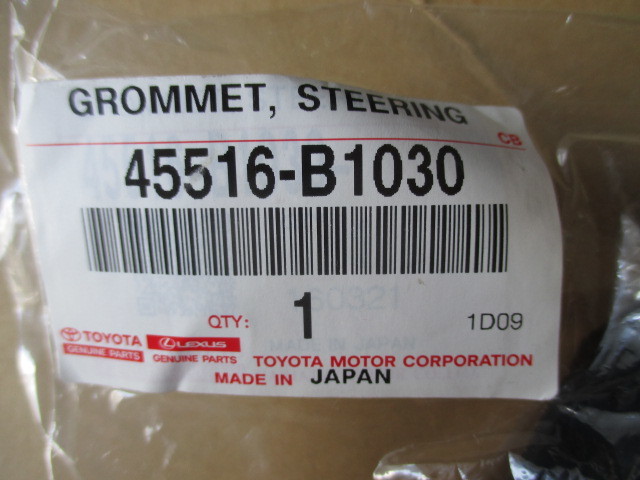 GROMMET, STEERING
CB
45516-B1030
QTY: 1 1D09
TOYOTA LEXUS
GENUINE PARTS GENUINE PARTS TOYOTA MOTOR CORPORATION
MADE IN JAPAN